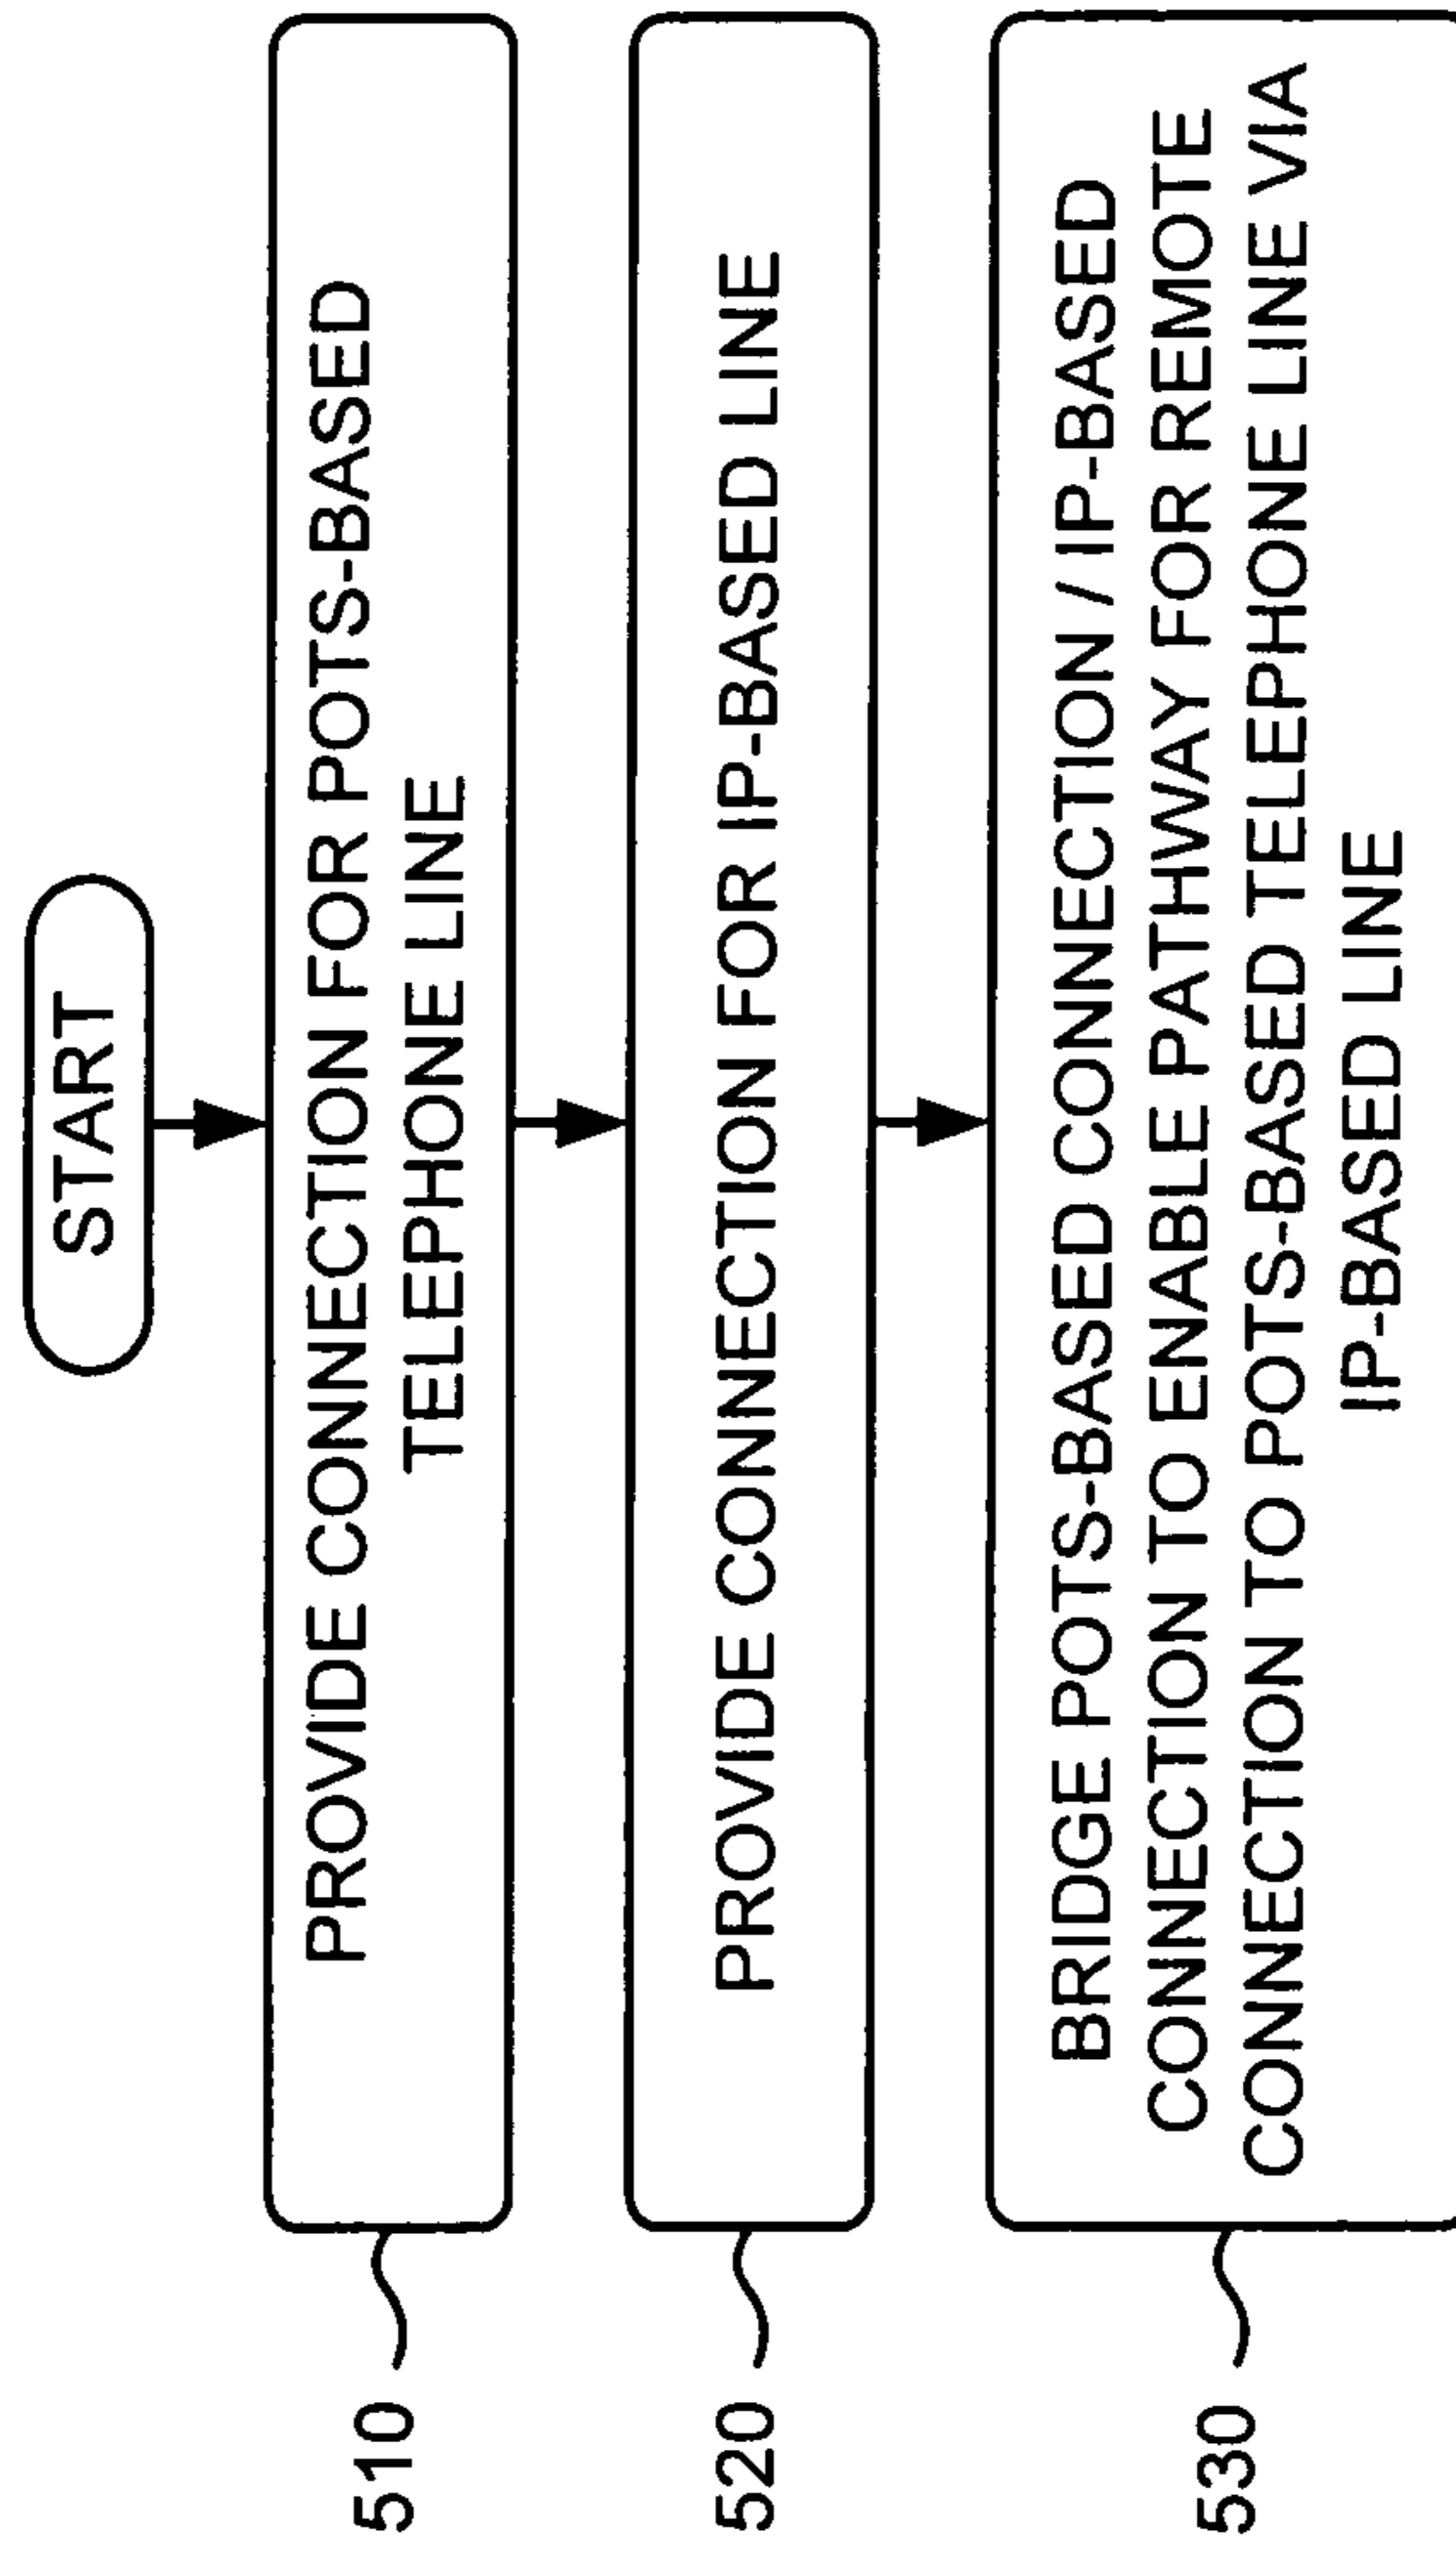 START
510
PROVIDE CONNECTION FOR POTS-BASED
TELEPHONE LINE
520
PROVIDE CONNECTION FOR IP-BASED LINE
530
BRIDGE POTS-BASED CONNECTION / IP-BASED
CONNECTION TO ENABLE PATHWAY FOR REMOTE
CONNECTION TO POTS-BASED TELEPHONE LINE VIA
IP-BASED LINE